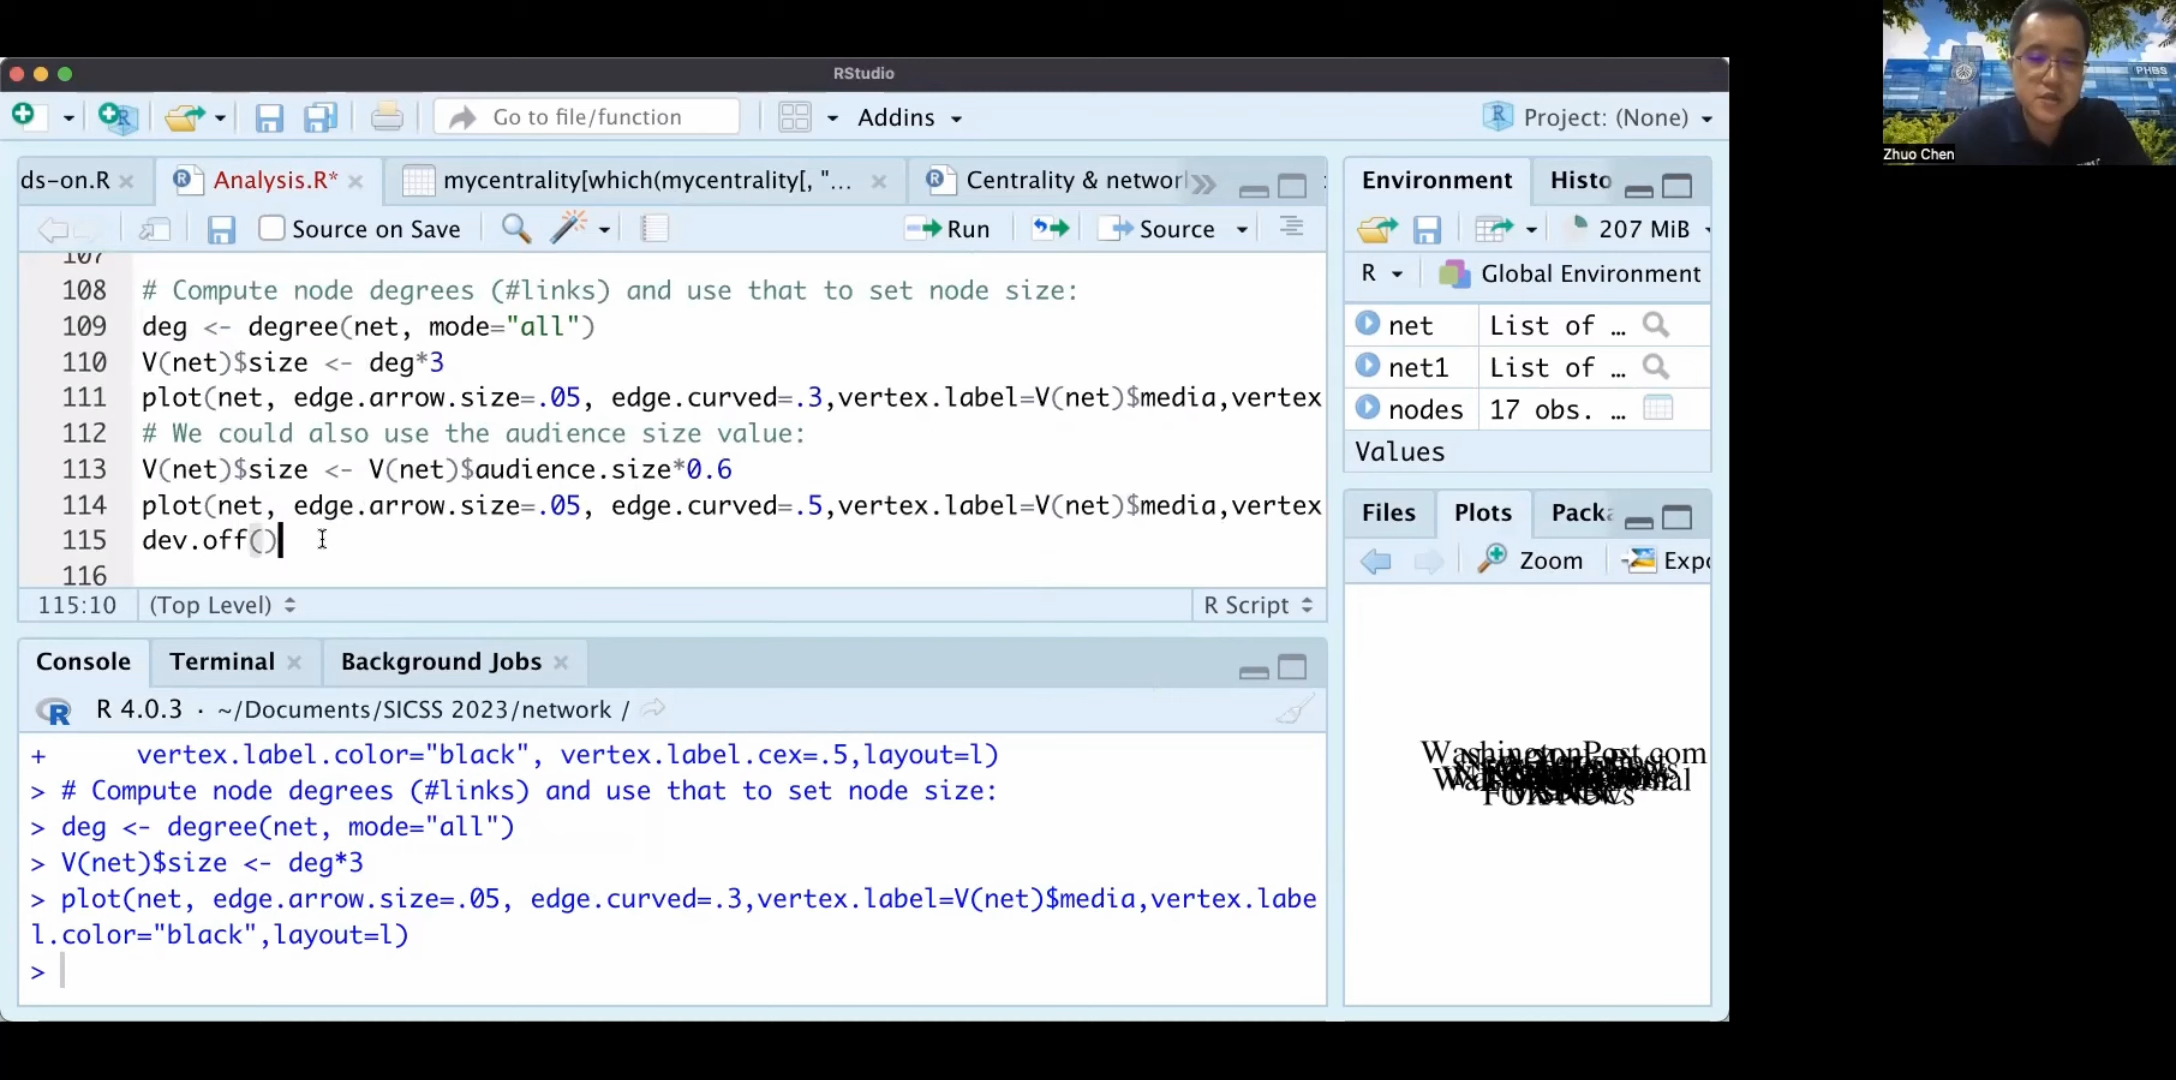 RStudio
Go to file/function
Addins
Project: (None)
ds-on.R
Analysis.R*
mycentrality[which(mycentrality[, "...
Centrality & networ
Source on Save
Run
Source
107
108 # Compute node degrees (#links) and use that to set node size:
109 deg <- degree(net, mode="all")
110 V(net)$size <- deg*3
111 plot(net, edge.arrow.size=.05, edge.curved=.3,vertex.label=V(net)$media,vertex
112 # We could also use the audience size value:
113 V(net)$size <- V(net)$audience.size*0.6
114 plot(net, edge.arrow.size=.05, edge.curved=.5,vertex.label=V(net)$media,vertex
115 dev.off()
116
115:10 (Top Level) R Script
Console Terminal Background Jobs
R 4.0.3 · ~/Documents/SICSS 2023/network /
+ vertex.label.color="black", vertex.label.cex=.5,layout=l)
> # Compute node degrees (#links) and use that to set node size:
> deg <- degree(net, mode="all")
> V(net)$size <- deg*3
> plot(net, edge.arrow.size=.05, edge.curved=.3,vertex.label=V(net)$media,vertex.labe
l.color="black",layout=l)
>
Environment Histo
207 MiB
R Global Environment
net List of ...
net1 List of ...
nodes 17 obs. ...
Values
Files Plots Packa
Zoom Expo
WashingtonPost.com
PHBS
Zhuo Chen